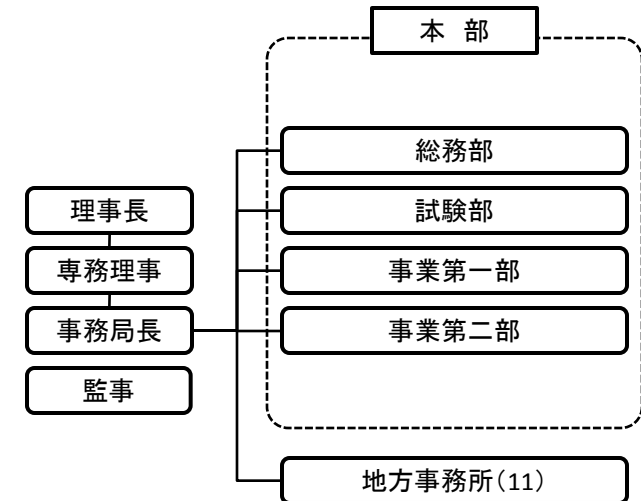 本 部
総務部
試験部
事業第一部
事業第二部
理事長
専務理事
事務局長
監事
地方事務所(11)